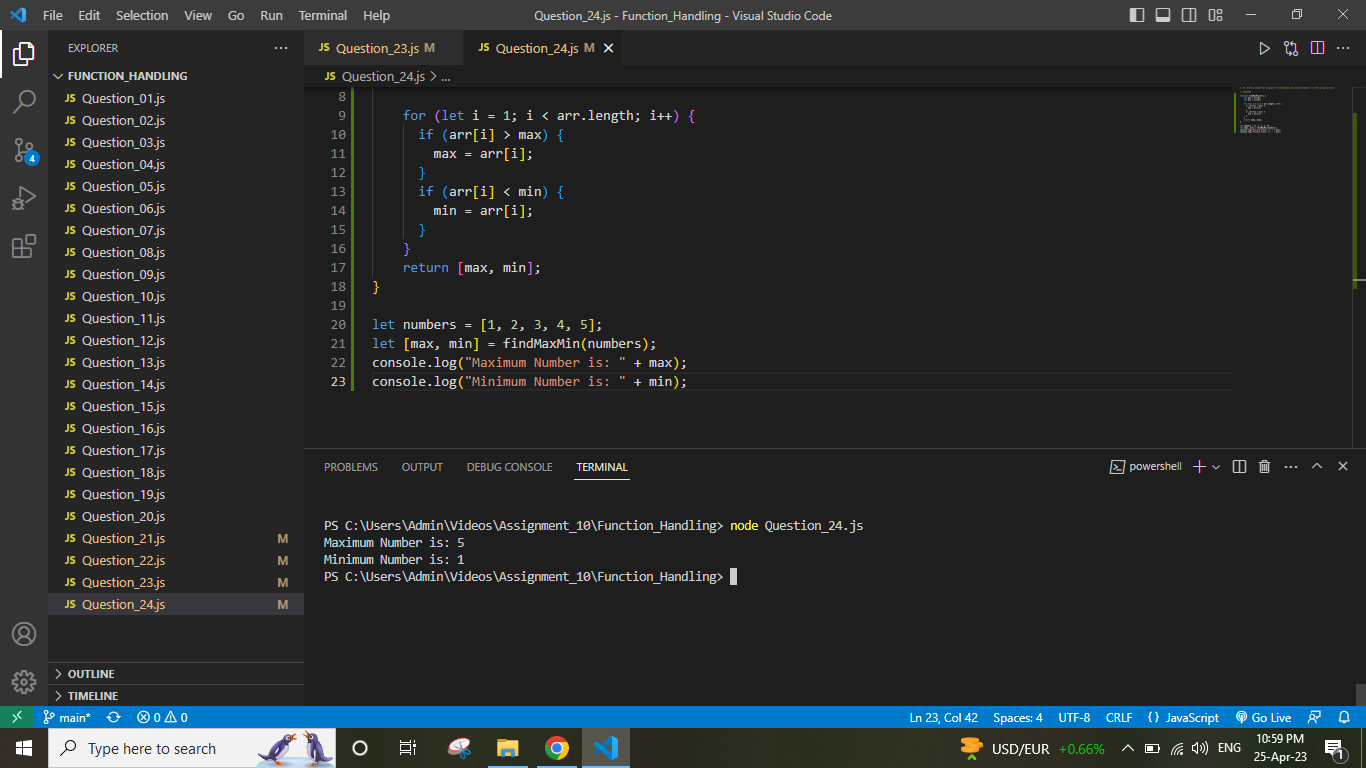 File Edit Selection View Go Run Terminal Help Question_24.js - Function_Handling - Visual Studio Code
EXPLORER
FUNCTION_HANDLING
JS Question_01.js
JS Question_02.js
JS Question_03.js
JS Question_04.js
JS Question_05.js
JS Question_06.js
JS Question_07.js
JS Question_08.js
JS Question_09.js
JS Question_10.js
JS Question_11.js
JS Question_12.js
JS Question_13.js
JS Question_14.js
JS Question_15.js
JS Question_16.js
JS Question_17.js
JS Question_18.js
JS Question_19.js
JS Question_20.js
JS Question_21.js M
JS Question_22.js M
JS Question_23.js M
JS Question_24.js M
OUTLINE
TIMELINE
4
JS Question_23.js M JS Question_24.js M
JS Question_24.js > ...
8
9 for (let i = 1; i < arr.length; i++) {
10 if (arr[i] > max) {
11 max = arr[i];
12 }
13 if (arr[i] < min) {
14 min = arr[i];
15 }
16 }
17 return [max, min];
18 }
19
20 let numbers = [1, 2, 3, 4, 5];
21 let [max, min] = findMaxMin(numbers);
22 console.log("Maximum Number is: " + max);
23 console.log("Minimum Number is: " + min);
PROBLEMS OUTPUT DEBUG CONSOLE TERMINAL powershell
PS C:\Users\Admin\Videos\Assignment_10\Function_Handling> node Question_24.js
Maximum Number is: 5
Minimum Number is: 1
PS C:\Users\Admin\Videos\Assignment_10\Function_Handling>
main* 0 0 Ln 23, Col 42 Spaces: 4 UTF-8 CRLF {} JavaScript Go Live
Type here to search USD/EUR +0.66% ENG 10:59 PM
25-Apr-23 1